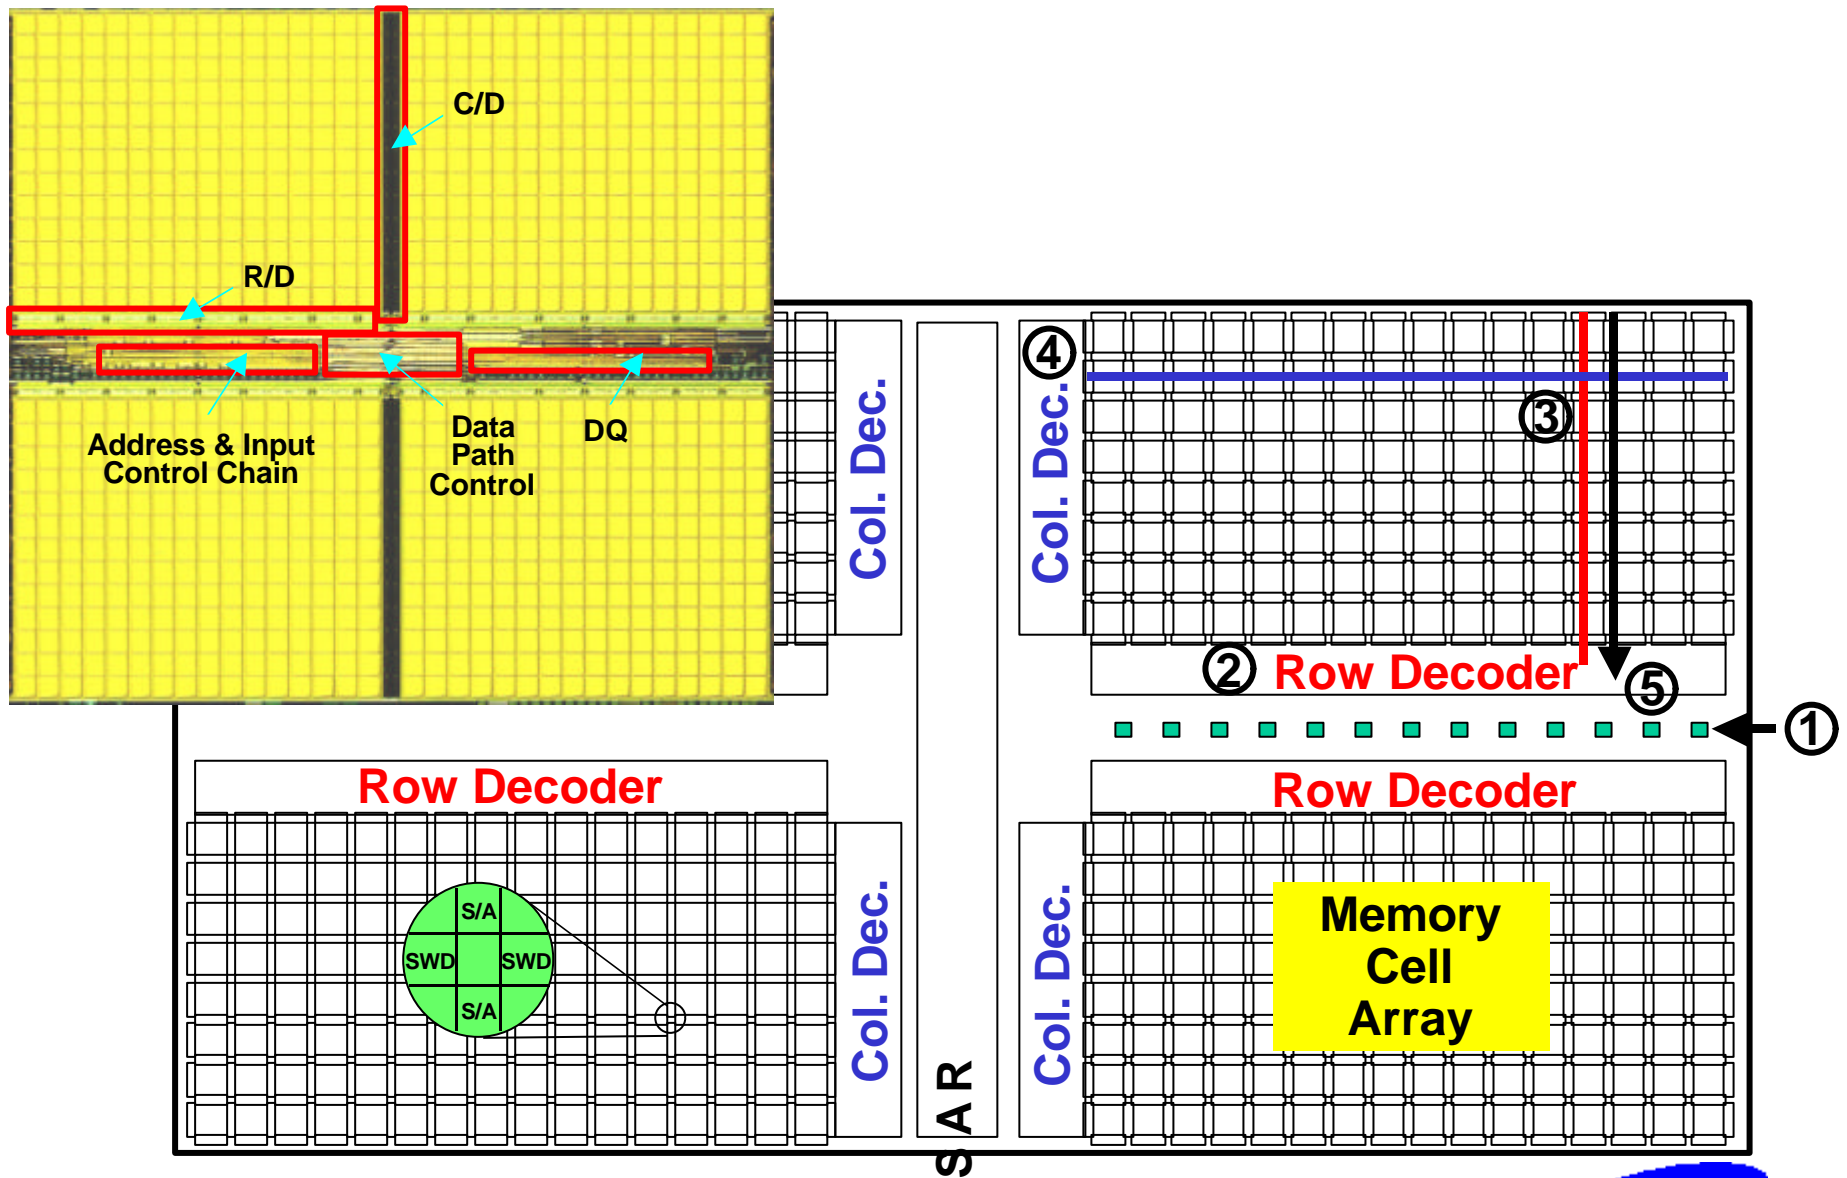 C/D
R/D
Address & Input
Control Chain
Data
Path
Control
DQ
Col. Dec.
Col. Dec.
④
③
② Row Decoder
⑤
①
Row Decoder
Row Decoder
S/A
SWD SWD
S/A
Col. Dec.
Col. Dec.
Memory
Cell
Array
S A R